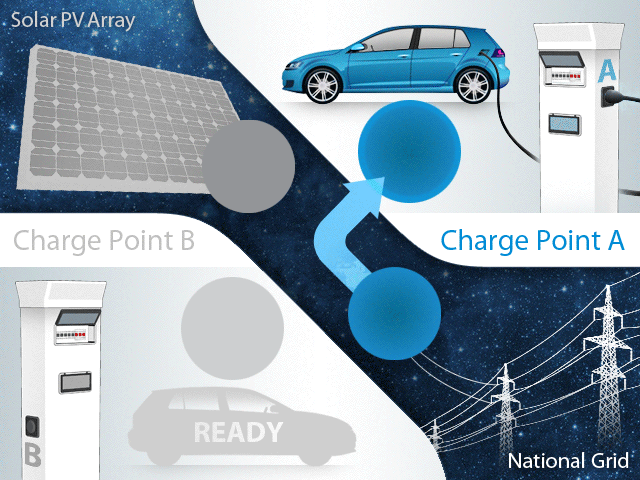 Solar PV Array
A
Charge Point B
Charge Point A
READY
B
National Grid